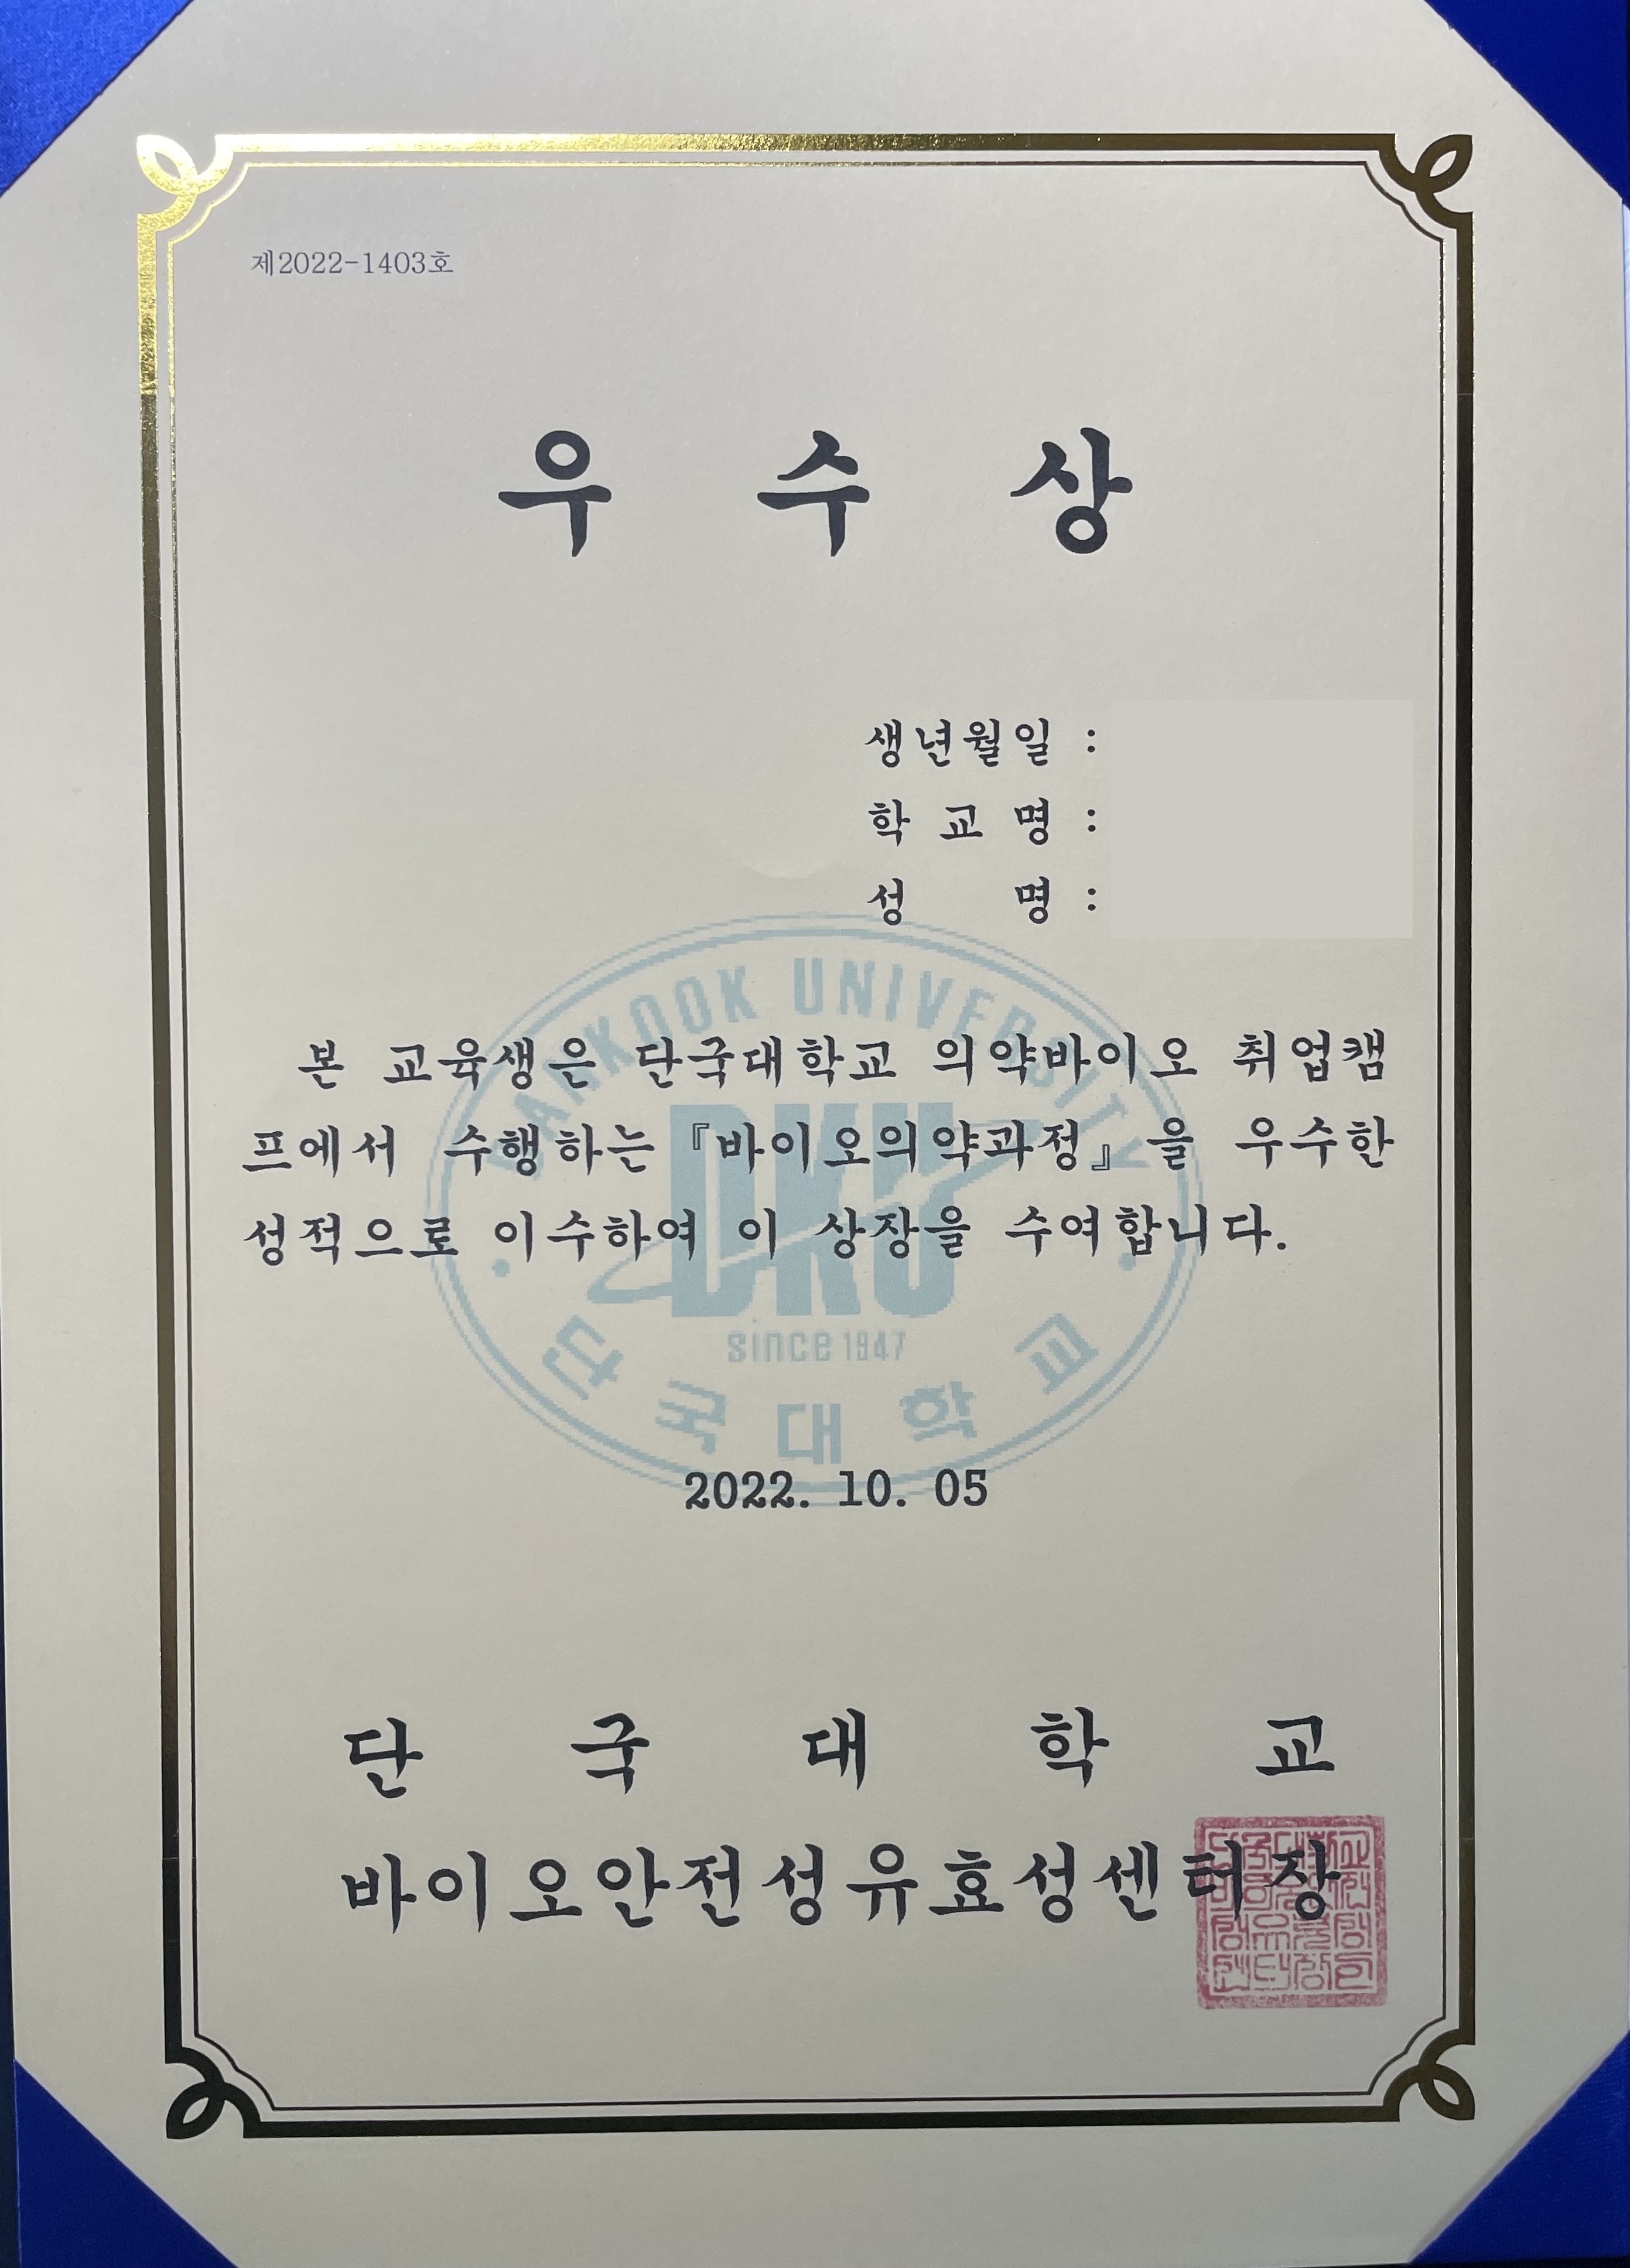 제2022-1403호
우 수 상
생년월일 :
학 교 명 :
성 명 :
DANKOOK UNIVERSITY
본 교육생은 단국대학교 의약바이오 취업캠
프에서 수행하는 『바이오의약과정』을 우수한
성적으로 이수하여 이 상장을 수여합니다.
DKU
since 1947
단국대학교
2022. 10. 05
단 국 대 학 교
바이오안전성유효성센터장